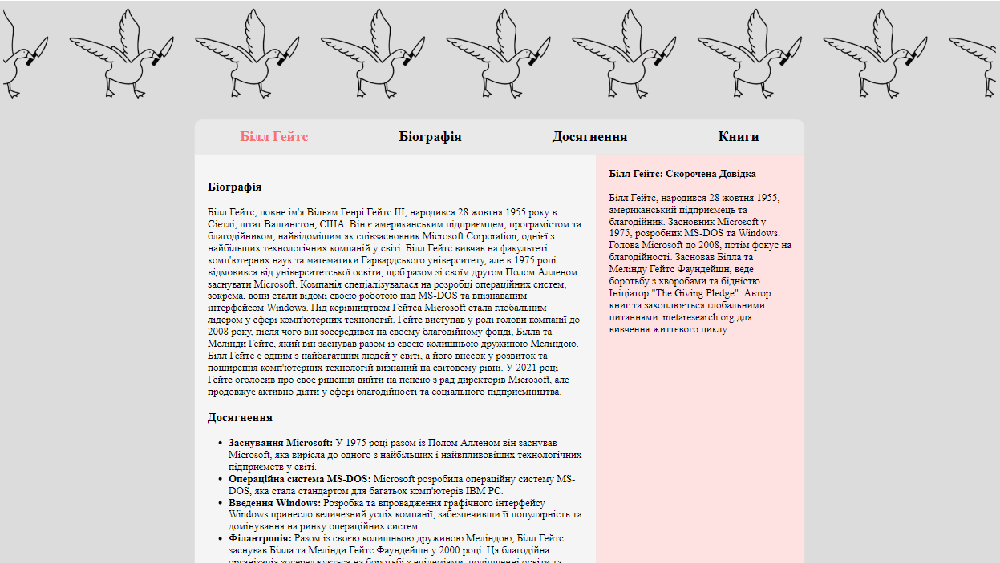 Білл Гейтс Біографія Досягнення Книги
Біографія
Білл Гейтс, повне ім'я Вільям Генрі Гейтс III, народився 28 жовтня 1955 року в
Сіетлі, штат Вашингтон, США. Він є американським підприємцем, програмістом та
благодійником, найвідомішим як співзасновник Microsoft Corporation, однієї з
найбільших технологічних компаній у світі. Білл Гейтс вивчав на факультеті
комп'ютерних наук та математики Гарвардського університету, але в 1975 році
відмовився від університетської освіти, щоб разом зі своїм другом Полом Алленом
заснувати Microsoft. Компанія спеціалізувалася на розробці операційних систем,
зокрема, вони стали відомі своєю роботою над MS-DOS та впізнаваним
інтерфейсом Windows. Під керівництвом Гейтса Microsoft стала глобальним
лідером у сфері комп'ютерних технологій. Гейтс виступав у ролі голови компанії до
2008 року, після чого він зосередився на своєму благодійному фонді, Білла та
Мелінди Гейтс, який він заснував разом із своєю колишньою дружиною Меліндою.
Білл Гейтс є одним з найбагатших людей у світі, а його внесок у розвиток та
поширення комп'ютерних технологій визнаний на світовому рівні. У 2021 році
Гейтс оголосив про своє рішення вийти на пенсію з рад директорів Microsoft, але
продовжує активно діяти у сфері благодійності та соціального підприємництва.
Досягнення
• Заснування Microsoft: У 1975 році разом із Полом Алленом він заснував
Microsoft, яка вирісла до одного з найбільших і найвпливовіших технологічних
підприємств у світі.
• Операційна система MS-DOS: Microsoft розробила операційну систему MS-
DOS, яка стала стандартом для багатьох комп'ютерів IBM PC.
• Введення Windows: Розробка та впровадження графічного інтерфейсу
Windows принесло величезний успіх компанії, забезпечивши її популярність та
домінування на ринку операційних систем.
• Філантропія: Разом із своєю колишньою дружиною Меліндою, Білл Гейтс
заснував Білла та Мелінди Гейтс Фаундейшн у 2000 році. Ця благодійна
організація зосереджується на боротьбі з епідеміями, поліпшенні освіти та
Білл Гейтс: Скорочена Довідка
Білл Гейтс, народився 28 жовтня 1955,
американський підприємець та
благодійник. Засновник Microsoft у
1975, розробник MS-DOS та Windows.
Голова Microsoft до 2008, потім фокус на
благодійності. Засновав Білла та
Мелінду Гейтс Фаундейшн, веде
боротьбу з хворобами та бідністю.
Ініціатор "The Giving Pledge". Автор
книг та захоплюється глобальними
питаннями. metaresearch.org для
вивчення життєвого циклу.